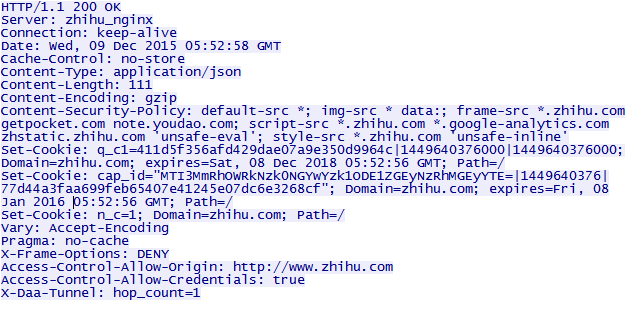 HTTP/1.1 200 OK
Server: zhihu_nginx
Connection: keep-alive
Date: Wed, 09 Dec 2015 05:52:58 GMT
Cache-Control: no-store
Content-Type: application/json
Content-Length: 111
Content-Encoding: gzip
Content-Security-Policy: default-src *; img-src * data:; frame-src *.zhihu.com
getpocket.com note.youdao.com; script-src *.zhihu.com *.google-analytics.com
zhstatic.zhihu.com 'unsafe-eval'; style-src *.zhihu.com 'unsafe-inline'
Set-Cookie: q_c1=411d5f356afd429dae07a9e350d9964c|1449640376000|1449640376000;
Domain=zhihu.com; expires=Sat, 08 Dec 2018 05:52:56 GMT; Path=/
Set-Cookie: cap_id="MTI3MmRhOWRkNzk0NGYwYzk1ODE1ZGEyNzRhMGEyYTE=|1449640376|
77d44a3faa699feb65407e41245e07dc6e3268cf"; Domain=zhihu.com; expires=Fri, 08
Jan 2016 05:52:56 GMT; Path=/
Set-Cookie: n_c=1; Domain=zhihu.com; Path=/
Vary: Accept-Encoding
Pragma: no-cache
X-Frame-Options: DENY
Access-Control-Allow-Origin: http://www.zhihu.com
Access-Control-Allow-Credentials: true
X-Daa-Tunnel: hop_count=1